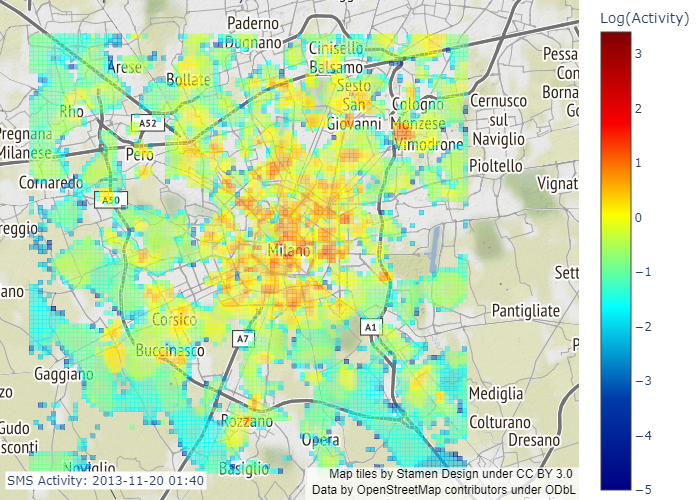 Log(Activity)
Paderno
Dugnano
Cinisello
Balsamo
Arese
Bollate
Sesto
San
Giovanni
Cologno
Monzese
Vimodrone
Cernusco
sul
Naviglio
Pioltello
Pessa
Con
Borna
Go
Rho
A52
Pregnana
Milanese
Pero
Cornaredo
A50
Vignat
reggio
Milano
Sett
ano
Pantigliate
Corsico
A7
A1
Buccinasco
P
Gaggiano
zo
Mediglia
Rozzano
Colturano
Gudo
sconti
Opera
Dresano
Noviglio
Basiglio
SMS Activity: 2013-11-20 01:40
Map tiles by Stamen Design under CC BY 3.0
Data by OpenStreetMap contributors under ODbL
3
2
1
0
−1
−2
−3
−4
−5